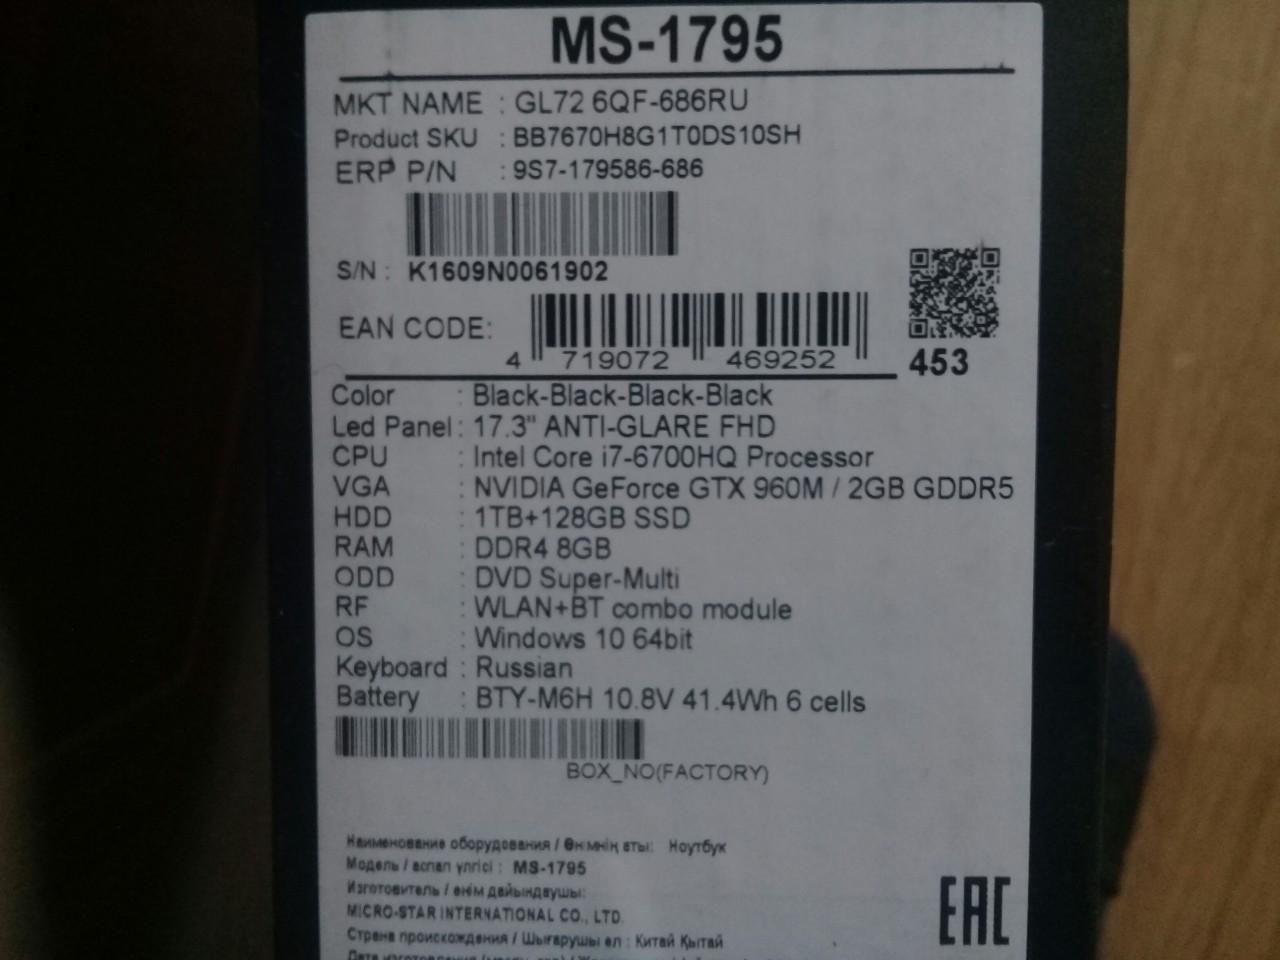 MS-1795
MKT NAME : GL72 6QF-686RU
Product SKU : BB7670H8G1T0DS10SH
ERP P/N : 9S7-179586-686
S/N : K1609N0061902
EAN CODE:
4 719072 469252
453
Color : Black-Black-Black-Black
Led Panel : 17.3" ANTI-GLARE FHD
CPU : Intel Core i7-6700HQ Processor
VGA : NVIDIA GeForce GTX 960M / 2GB GDDR5
HDD : 1TB+128GB SSD
RAM : DDR4 8GB
ODD : DVD Super-Multi
RF : WLAN+BT combo module
OS : Windows 10 64bit
Keyboard : Russian
Battery : BTY-M6H 10.8V 41.4Wh 6 cells
BOX_NO(FACTORY)
Наименование оборудования / Өнімнің аты: Ноутбук
Модель / аспап үлгісі : MS-1795
Изготовитель / өнім дайындаушы:
MICRO-STAR INTERNATIONAL CO., LTD.
Страна происхождения / Шығарушы ел : Китай Қытай
Дата изготовления
EAC